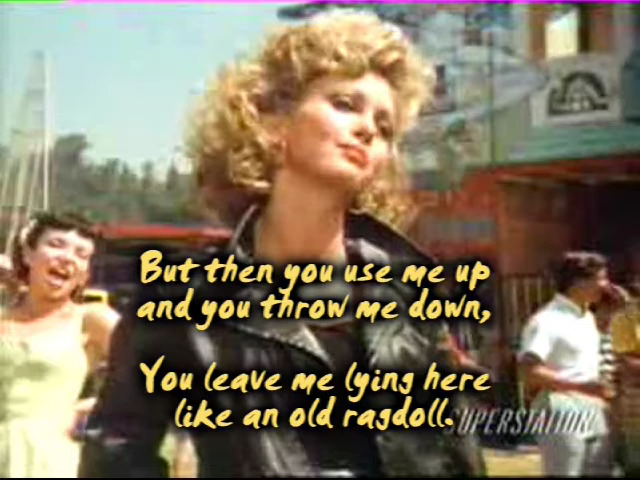 But then you use me up
and you throw me down,
You leave me lying here
like an old ragdoll.
SUPERSTATION